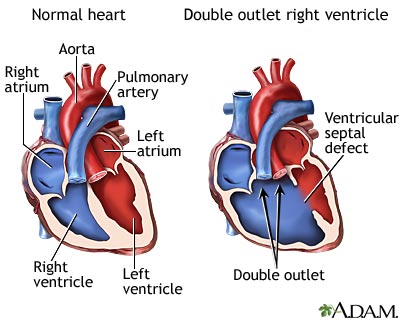 Normal heart
Double outlet right ventricle
Aorta
Right
atrium
Pulmonary
artery
Left
atrium
Right
ventricle
Left
ventricle
Ventricular
septal
defect
Double outlet
ADAM.